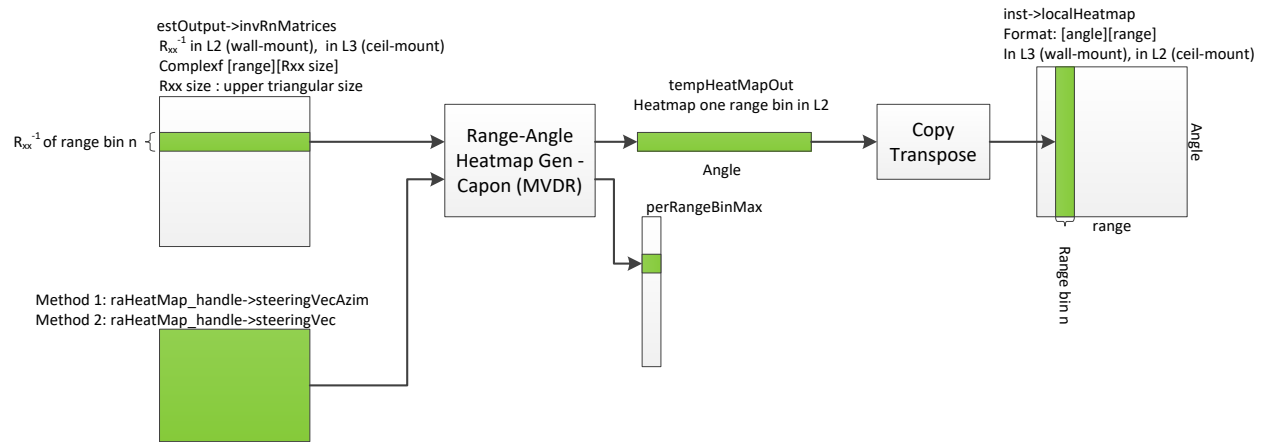 estOutput->invRnMatrices
Rxx⁻¹ in L2 (wall-mount), in L3 (ceil-mount)
Complexf [range][Rxx size]
Rxx size : upper triangular size
Rxx⁻¹ of range bin n
Method 1: raHeatMap_handle->steeringVecAzim
Method 2: raHeatMap_handle->steeringVec
Range-Angle
Heatmap Gen -
Capon (MVDR)
tempHeatMapOut
Heatmap one range bin in L2
Angle
perRangeBinMax
Copy
Transpose
inst->localHeatmap
Format: [angle][range]
In L3 (wall-mount), in L2 (ceil-mount)
Angle
range
Range bin n